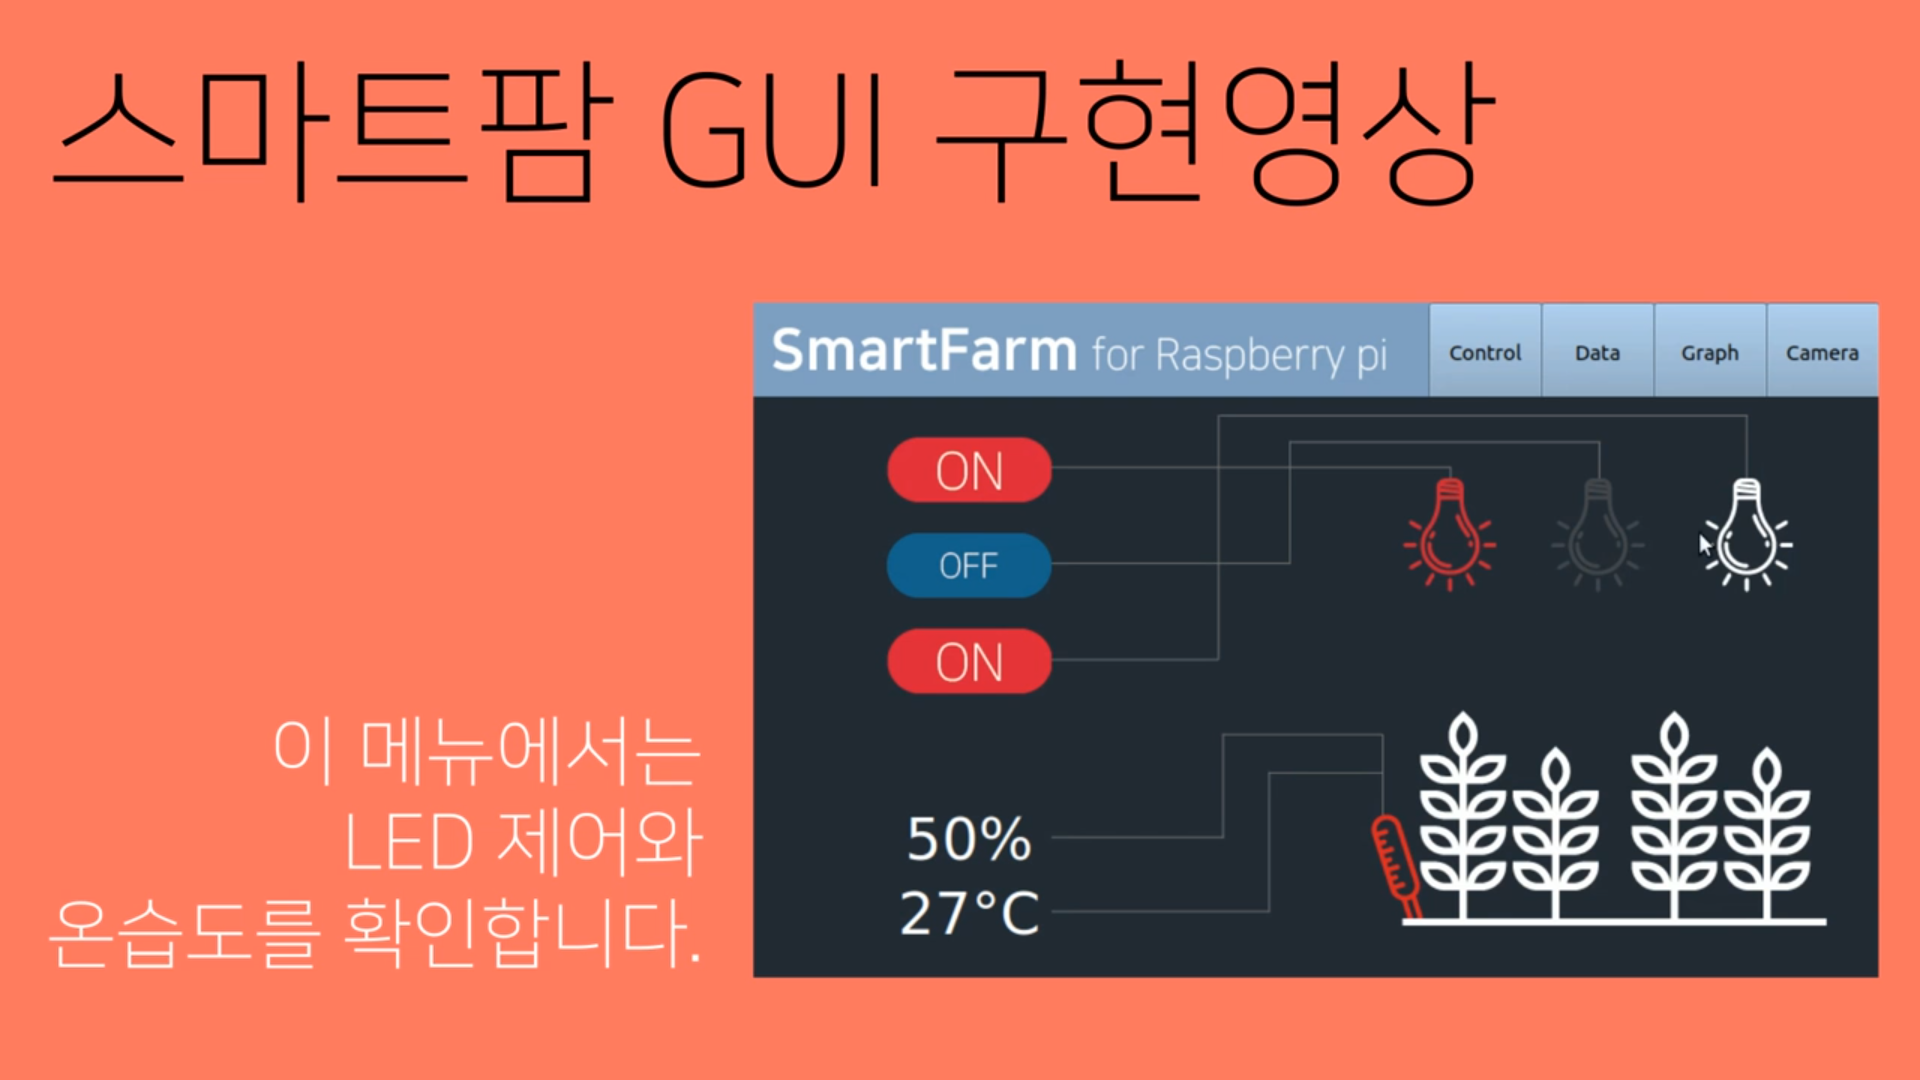 스마트팜 GUI 구현영상
SmartFarm for Raspberry pi
Control
Data
Graph
Camera
ON
OFF
ON
50%
27°C
이 메뉴에서는
LED 제어와
온습도를 확인합니다.